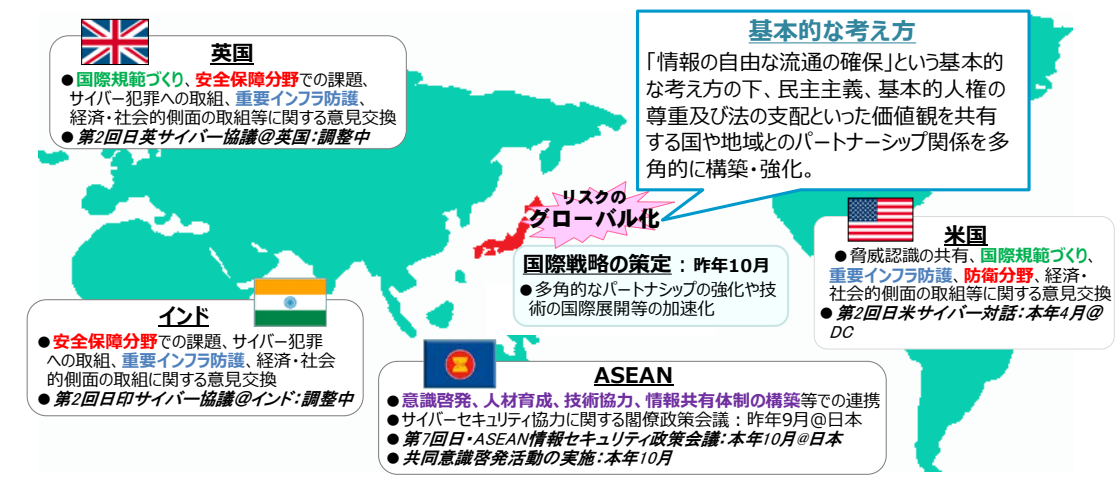 英国
●国際規範づくり、安全保障分野での課題、
サイバー犯罪への取組、重要インフラ防護、
経済・社会的側面の取組等に関する意見交換
●第2回日英サイバー協議@英国:調整中
基本的な考え方
「情報の自由な流通の確保」という基本的
な考え方の下、民主主義、基本的人権の
尊重及び法の支配といった価値観を共有
する国や地域とのパートナーシップ関係を多
角的に構築・強化。
リスクの
グローバル化
国際戦略の策定:昨年10月
●多角的なパートナシップの強化や技
術の国際展開等の加速化
米国
●脅威認識の共有、国際規範づくり、
重要インフラ防護、防衛分野、経済・
社会的側面の取組等に関する意見交換
●第2回日米サイバー対話:本年4月@
DC
インド
●安全保障分野での課題、サイバー犯罪
への取組、重要インフラ防護、経済・社会
的側面の取組に関する意見交換
●第2回日印サイバー協議@インド:調整中
ASEAN
●意識啓発、人材育成、技術協力、情報共有体制の構築等での連携
●サイバーセキュリティ協力に関する閣僚政策会議:昨年9月@日本
●第7回日・ASEAN情報セキュリティ政策会議:本年10月@日本
●共同意識啓発活動の実施:本年10月